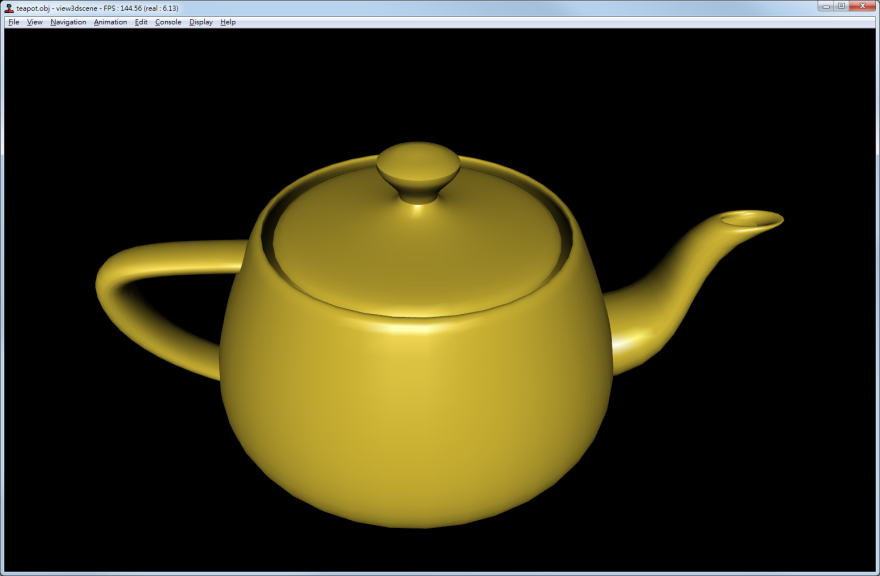 teapot.obj - view3dscene - FPS : 144.56 (real : 6.13)
File View Navigation Animation Edit Console Display Help